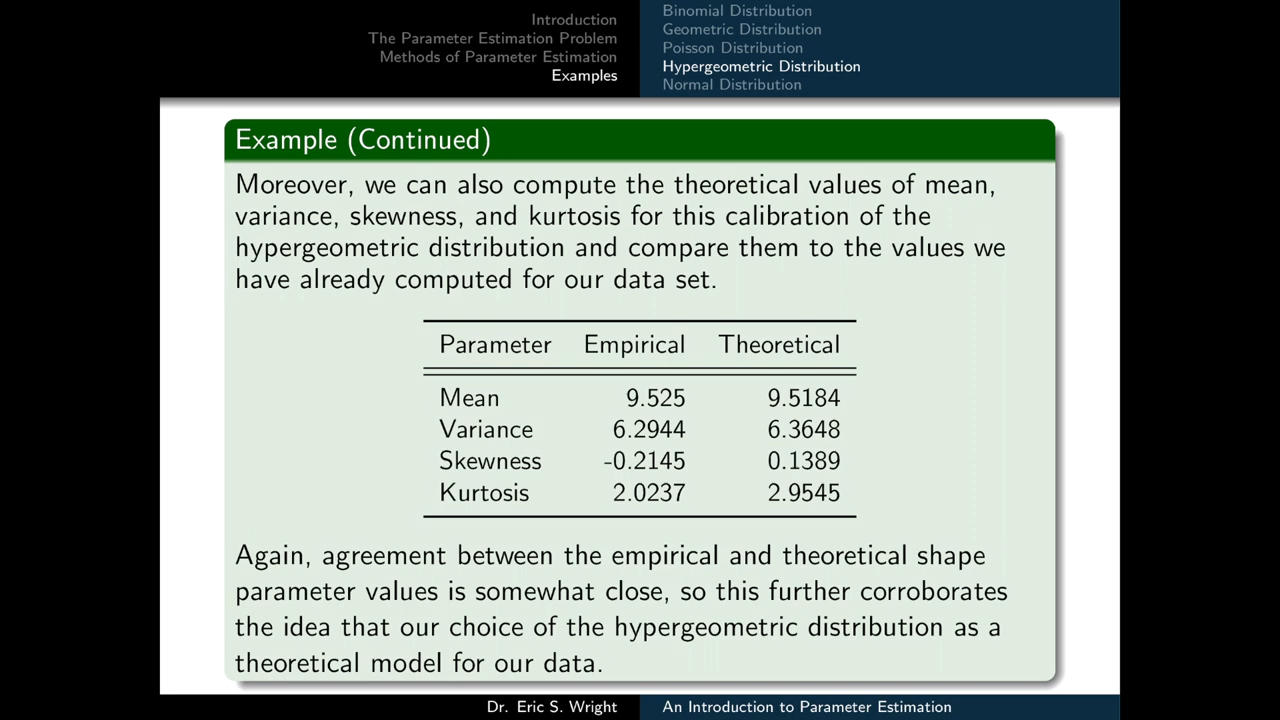 Introduction
The Parameter Estimation Problem
Methods of Parameter Estimation
Examples
Binomial Distribution
Geometric Distribution
Poisson Distribution
Hypergeometric Distribution
Normal Distribution
Example (Continued)
Moreover, we can also compute the theoretical values of mean,
variance, skewness, and kurtosis for this calibration of the
hypergeometric distribution and compare them to the values we
have already computed for our data set.
Parameter Empirical Theoretical
Mean 9.525 9.5184
Variance 6.2944 6.3648
Skewness -0.2145 0.1389
Kurtosis 2.0237 2.9545
Again, agreement between the empirical and theoretical shape
parameter values is somewhat close, so this further corroborates
the idea that our choice of the hypergeometric distribution as a
theoretical model for our data.
Dr. Eric S. Wright An Introduction to Parameter Estimation